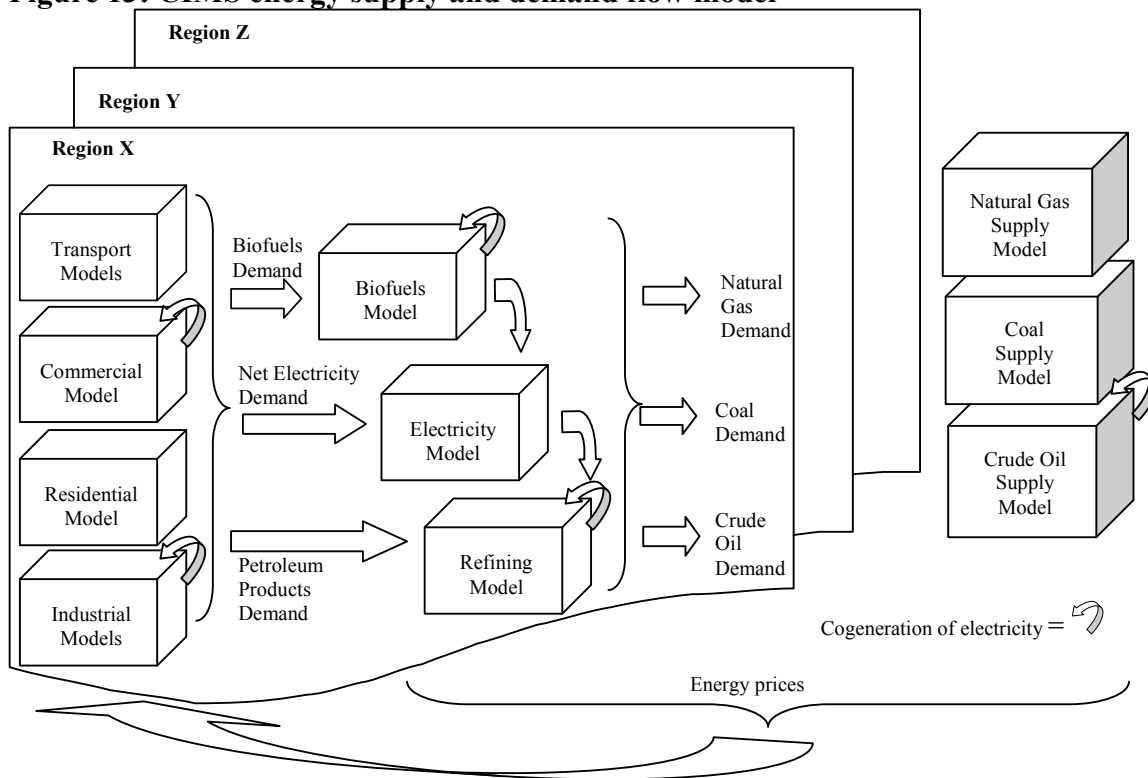 Figure 13: CIMS energy supply and demand flow model
Region Z
Region Y
Region X
Transport
Models
Commercial
Model
Residential
Model
Industrial
Models
Biofuels
Demand
Biofuels
Model
Net Electricity
Demand
Electricity
Model
Petroleum
Products
Demand
Refining
Model
Natural
Gas
Demand
Coal
Demand
Crude
Oil
Demand
Natural Gas
Supply
Model
Coal
Supply
Model
Crude Oil
Supply
Model
Cogeneration of electricity =
Energy prices